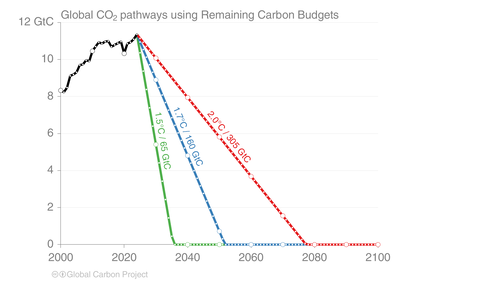 Global CO₂ pathways using Remaining Carbon Budgets
12 GtC
10
8
6
4
2
0
1.5°C / 65 GtC
1.7°C / 160 GtC
2.0°C / 305 GtC
2000 2020 2040 2060 2080 2100
Global Carbon Project